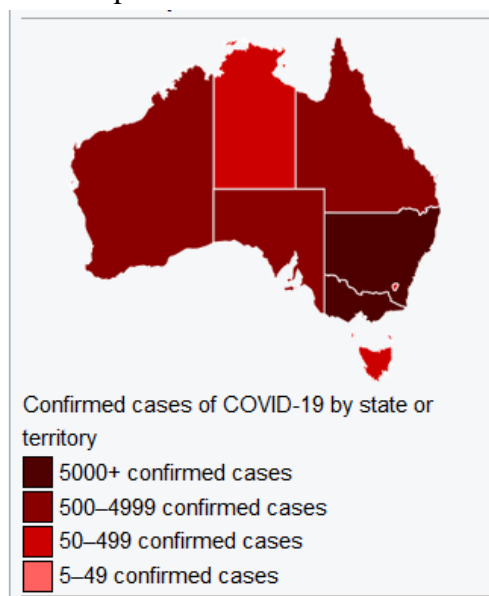 Confirmed cases of COVID-19 by state or
territory
5000+ confirmed cases
500–4999 confirmed cases
50–499 confirmed cases
5–49 confirmed cases